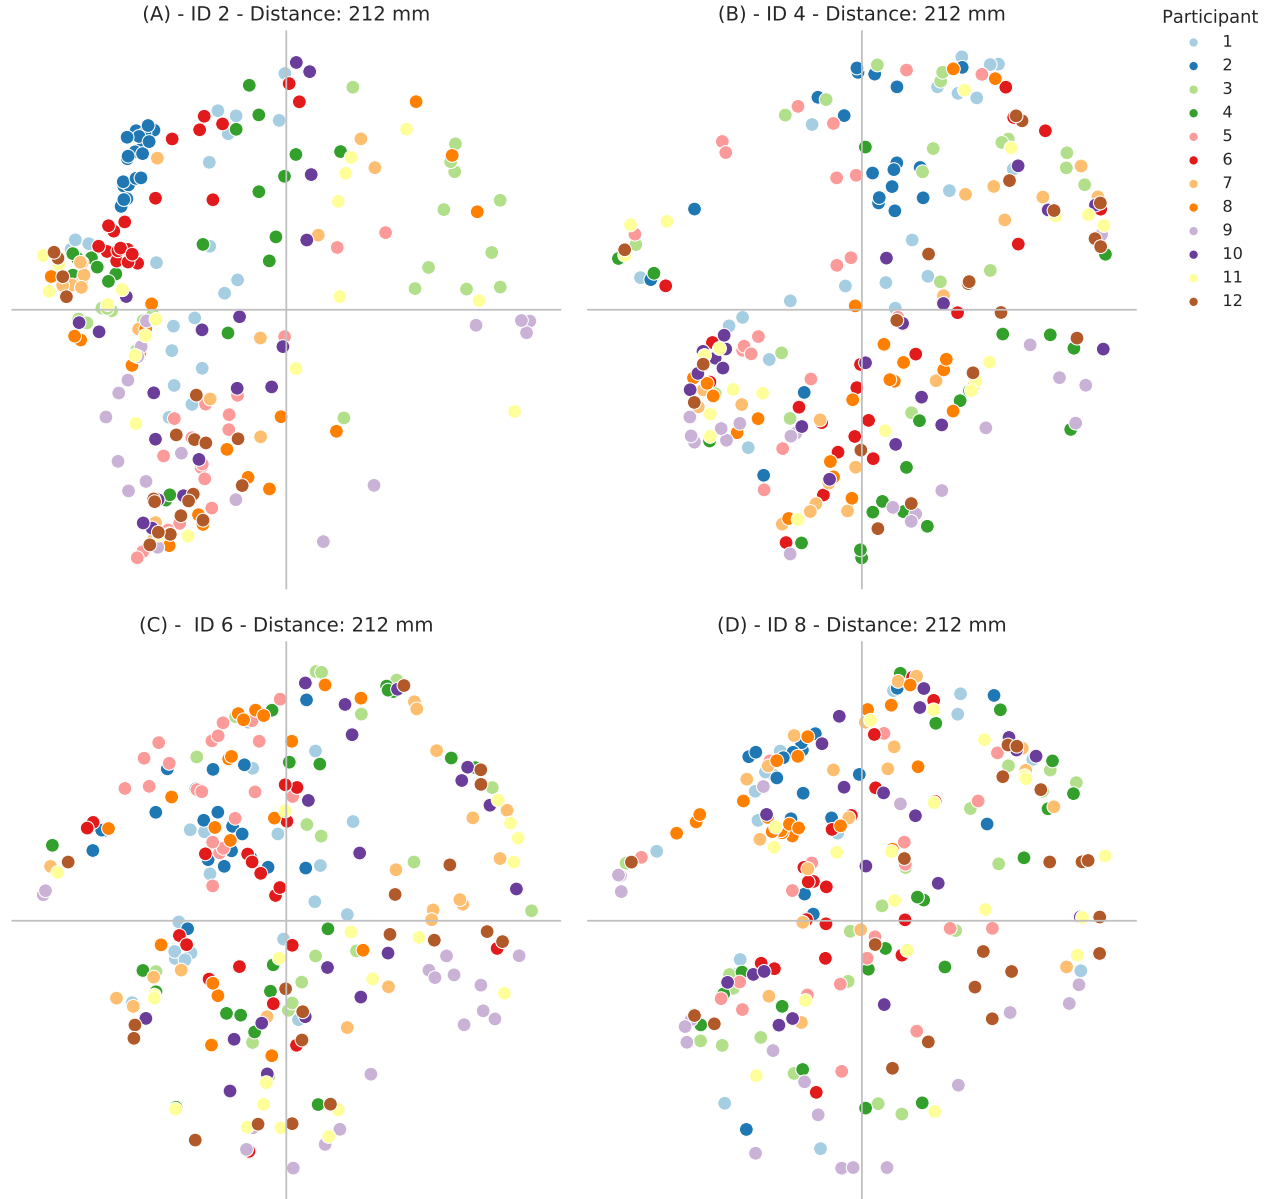 (A) - ID 2 - Distance: 212 mm
(B) - ID 4 - Distance: 212 mm
Participant
1
2
3
4
5
6
7
8
9
10
11
12
(C) -  ID 6 - Distance: 212 mm
(D) - ID 8 - Distance: 212 mm